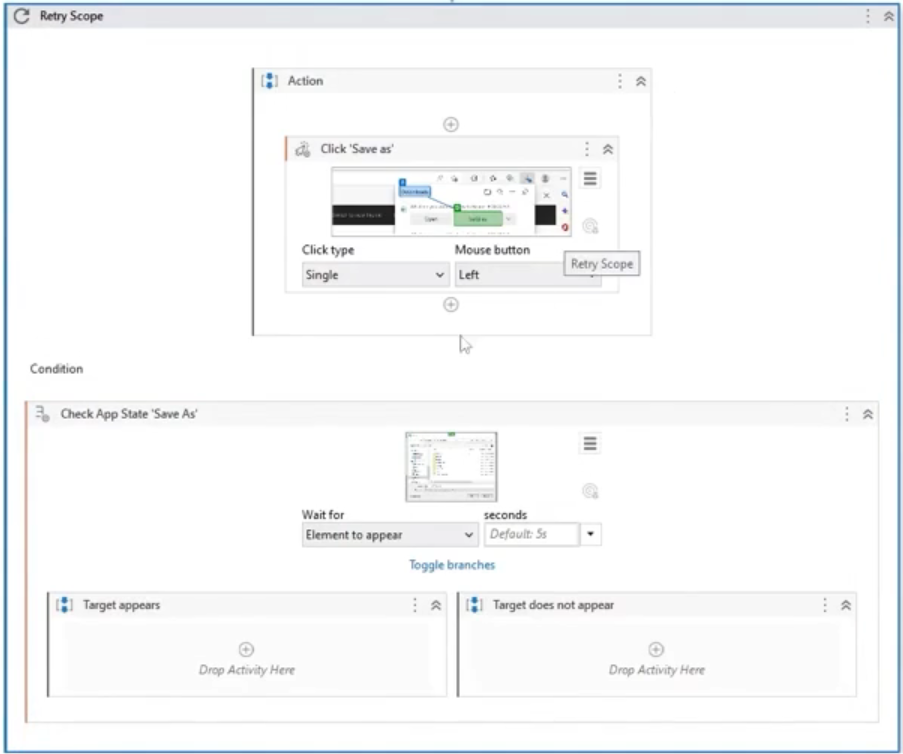 Retry Scope
Action
Click 'Save as'
Open
Click type
Mouse button
Single
Left
Retry Scope
Condition
Check App State 'Save As'
Wait for
seconds
Element to appear
Default: 5s
Toggle branches
Target appears
Target does not appear
Drop Activity Here
Drop Activity Here